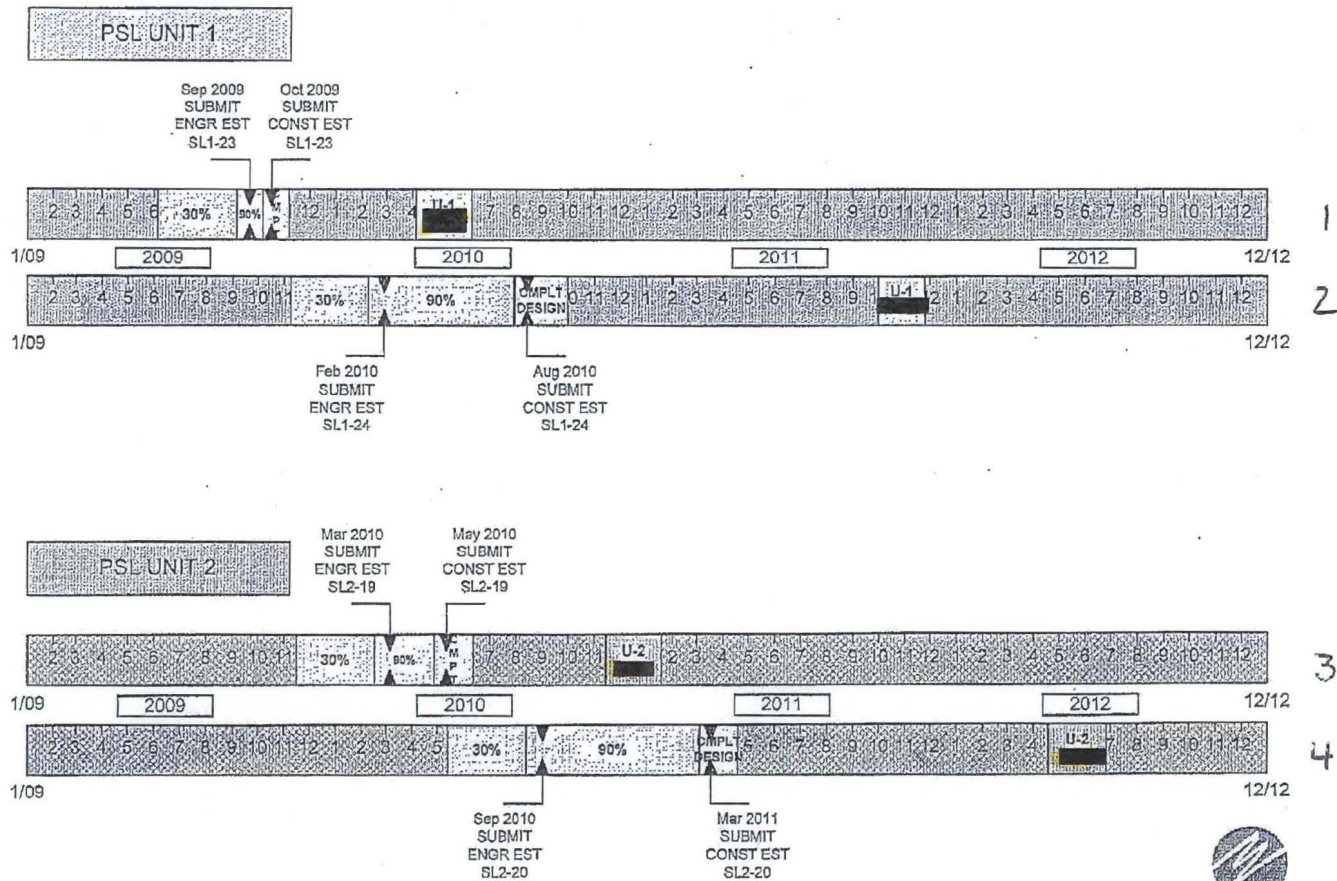 PSL UNIT 1
Sep 2009
SUBMIT
ENGR EST
SL1-23
Oct 2009
SUBMIT
CONST EST
SL1-23
2 3 4 5 6 30% 90% 12 1 2 3 4 U-1 7 8 9 10 11 12 1 2 3 4 5 6 7 8 9 10 11 12 1 2 3 4 5 6 7 8 9 10 11 12 1
1/09 2009 2010 2011 2012 12/12
2 3 4 5 6 7 8 9 10 11 30% 90% CMPLT DESIGN 10 11 12 1 2 3 4 5 6 7 8 9 U-1 12 1 2 3 4 5 6 7 8 9 10 11 12 2
1/09 12/12
Feb 2010
SUBMIT
ENGR EST
SL1-24
Aug 2010
SUBMIT
CONST EST
SL1-24
PSL UNIT 2
Mar 2010
SUBMIT
ENGR EST
SL2-19
May 2010
SUBMIT
CONST EST
SL2-19
2 3 4 5 6 7 8 9 10 11 30% 90% 7 8 9 10 11 U-2 2 3 4 5 6 7 8 9 10 11 12 1 2 3 4 5 6 7 8 9 10 11 12 3
1/09 2009 2010 2011 2012 12/12
2 3 4 5 6 7 8 9 10 11 12 1 2 3 4 5 30% 90% CMPLT DESIGN 5 6 7 8 9 10 11 12 1 2 3 4 U-2 7 8 9 10 11 12 4
1/09 12/12
Sep 2010
SUBMIT
ENGR EST
SL2-20
Mar 2011
SUBMIT
CONST EST
SL2-20